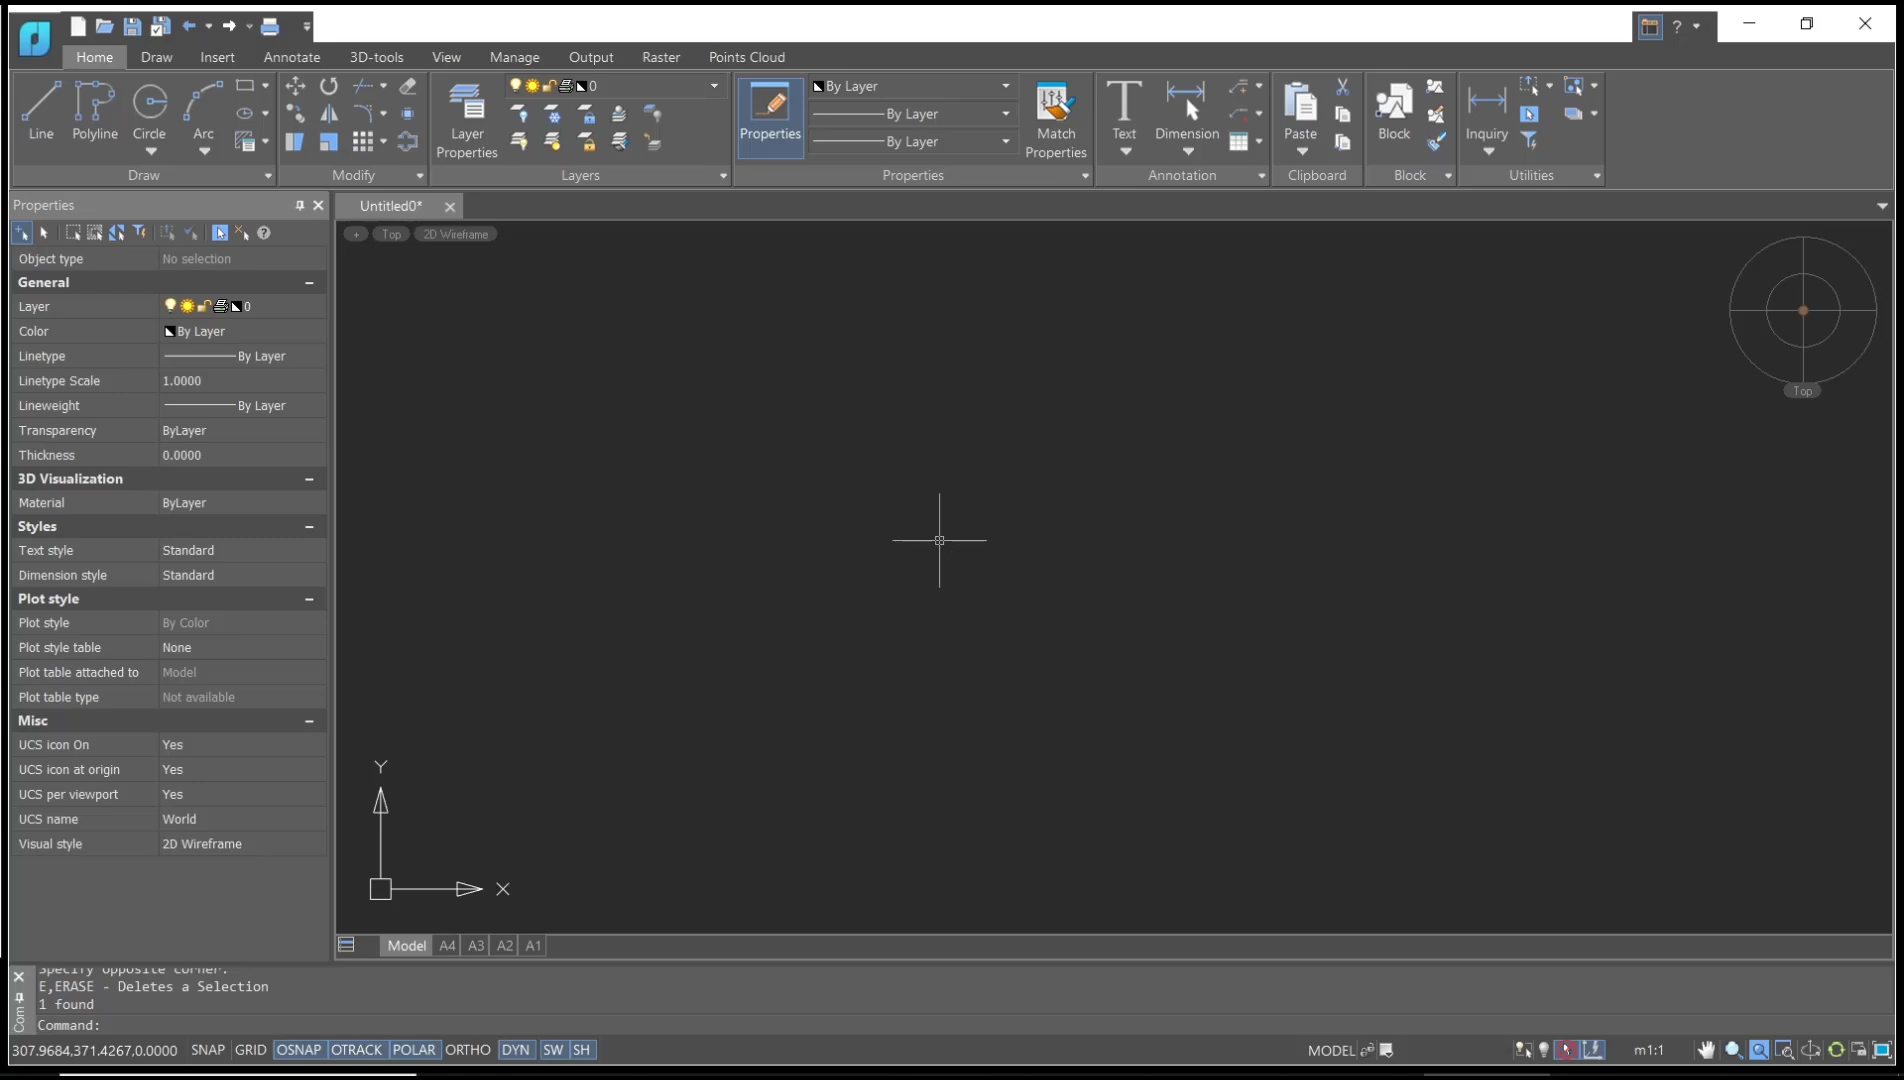 ?
Home Draw Insert Annotate 3D-tools View Manage Output Raster Points Cloud
0
By Layer
By Layer
By Layer
Line Polyline Circle Arc
Layer Properties
Properties
Match Properties
Text Dimension
Paste
Block
Inquiry
Draw Modify Layers Properties Annotation Clipboard Block Utilities
Properties
Untitled0*
+ Top 2D Wireframe
Object type No selection
General
Layer 0
Color By Layer
Linetype By Layer
Linetype Scale 1.0000
Lineweight By Layer
Transparency ByLayer
Thickness 0.0000
3D Visualization
Material ByLayer
Styles
Text style Standard
Dimension style Standard
Plot style
Plot style By Color
Plot style table None
Plot table attached to Model
Plot table type Not available
Misc
UCS icon On Yes
UCS icon at origin Yes
UCS per viewport Yes
UCS name World
Visual style 2D Wireframe
Top
Y
X
Model A4 A3 A2 A1
Specify opposite corner:
E,ERASE - Deletes a Selection
1 found
Command:
Com
307.9684,371.4267,0.0000 SNAP GRID OSNAP OTRACK POLAR ORTHO DYN SW SH MODEL m1:1